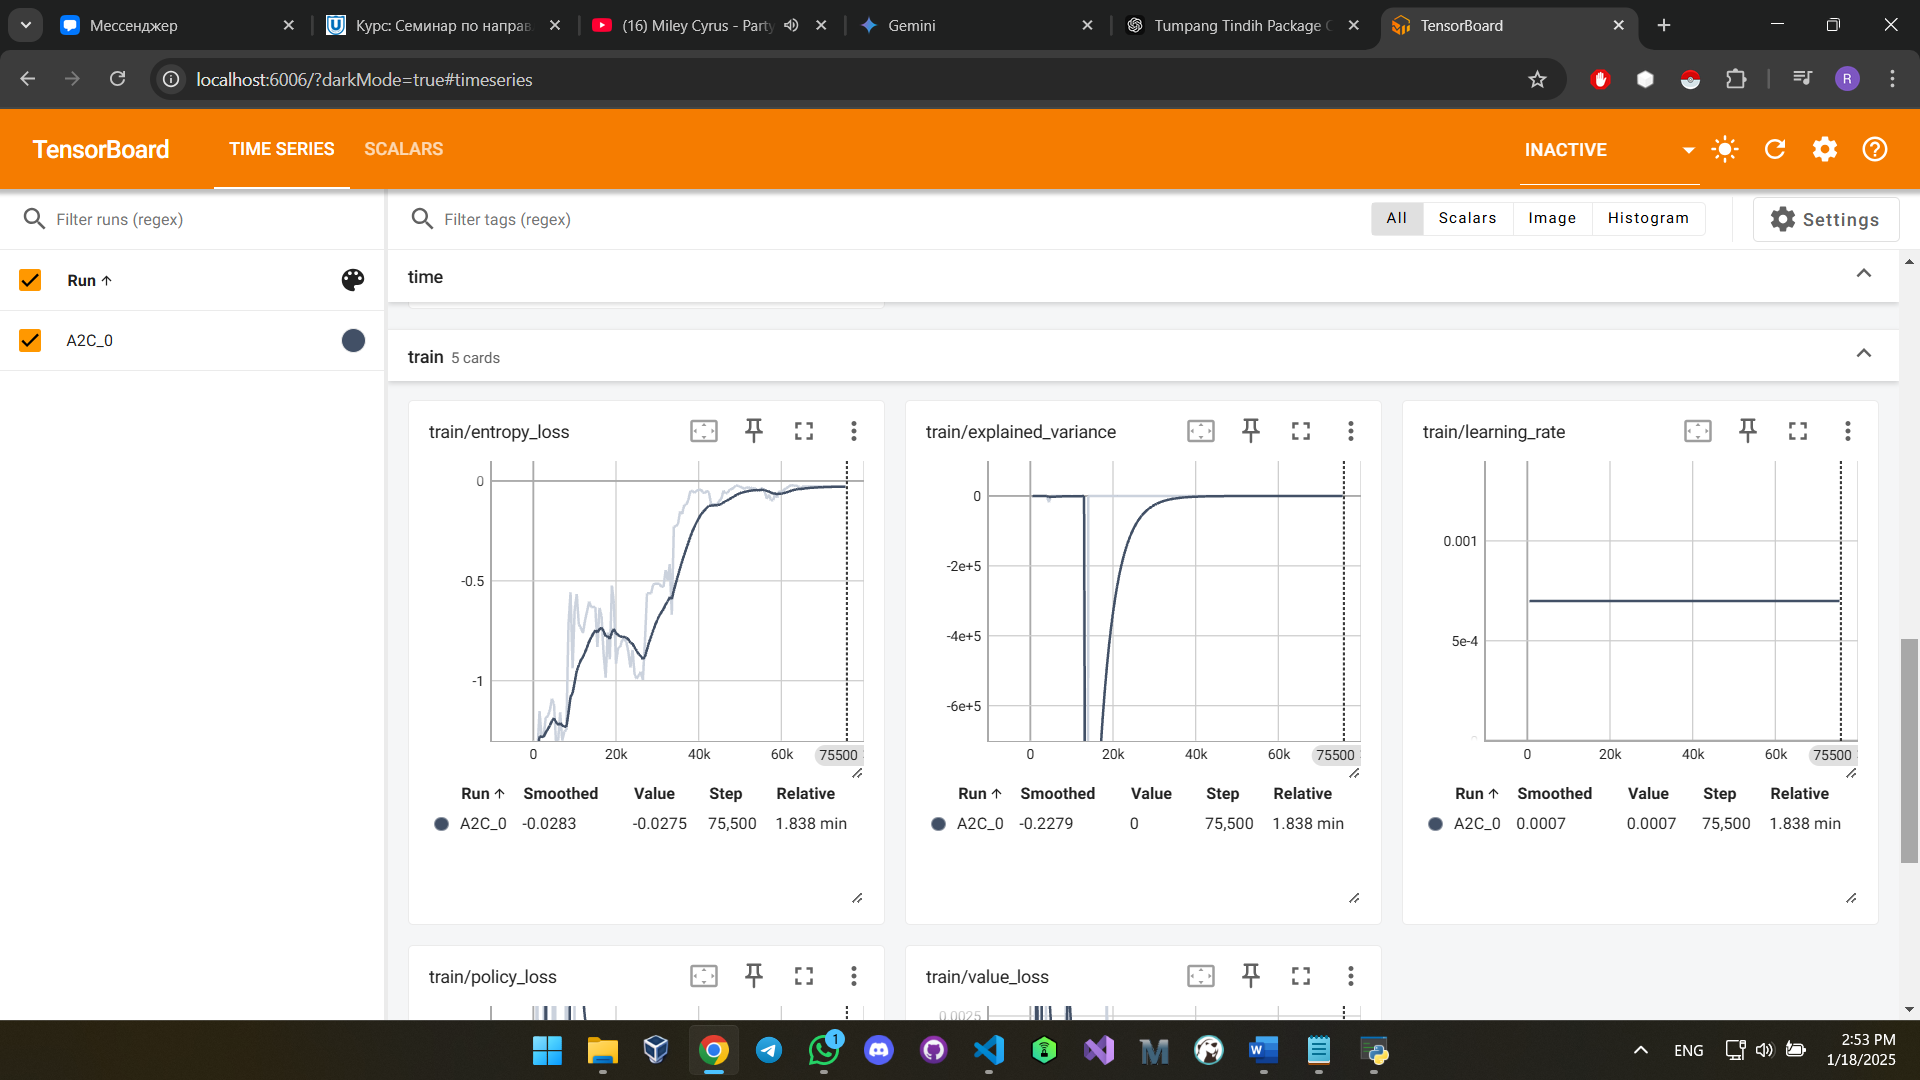 Мессенджер
Курс: Семинар по направ
(16) Miley Cyrus - Party
Gemini
Tumpang Tindih Package C
TensorBoard
localhost:6006/?darkMode=true#timeseries
R
TensorBoard
TIME SERIES
SCALARS
INACTIVE
Filter runs (regex)
Filter tags (regex)
All
Scalars
Image
Histogram
Settings
Run
A2C_0
time
train 5 cards
train/entropy_loss
0
-0.5
-1
0 20k 40k 60k 75500
Run Smoothed Value Step Relative
A2C_0 -0.0283 -0.0275 75,500 1.838 min
train/explained_variance
0
-2e+5
-4e+5
-6e+5
0 20k 40k 60k 75500
Run Smoothed Value Step Relative
A2C_0 -0.2279 0 75,500 1.838 min
train/learning_rate
0.001
5e-4
0
0 20k 40k 60k 75500
Run Smoothed Value Step Relative
A2C_0 0.0007 0.0007 75,500 1.838 min
train/policy_loss
train/value_loss
0.0025
1
ENG
2:53 PM
1/18/2025